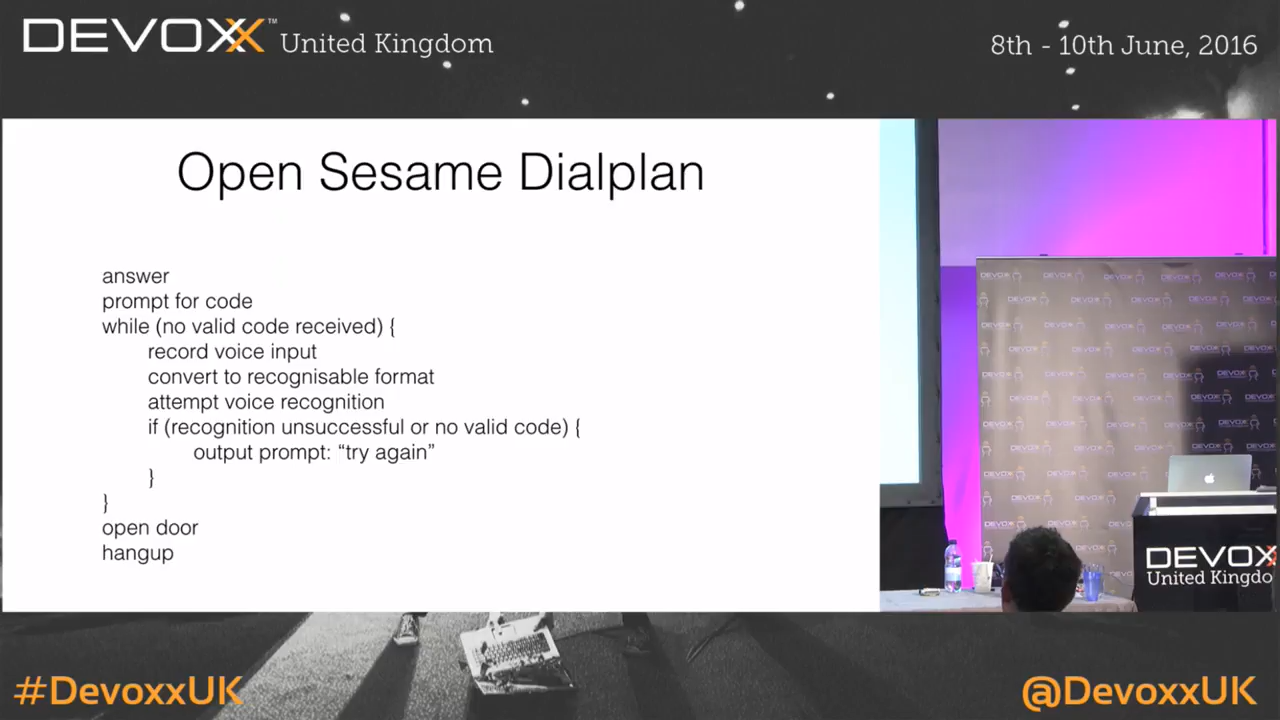 DEVOXX™ United Kingdom
8th - 10th June, 2016
Open Sesame Dialplan
answer
prompt for code
while (no valid code received) {
record voice input
convert to recognisable format
attempt voice recognition
if (recognition unsuccessful or no valid code) {
output prompt: “try again”
}
}
open door
hangup
DEVOXX
United Kingdo
#DevoxxUK
@DevoxxUK